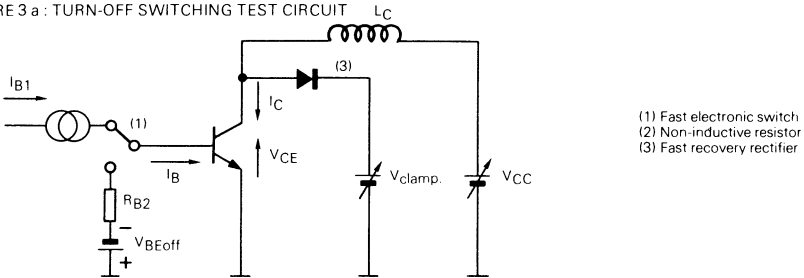 RE 3 a : TURN-OFF SWITCHING TEST CIRCUIT
LC
(3)
IB1
(1)
IC
IB
VCE
Vclamp.
VCC
RB2
−
VBEoff
+
(1) Fast electronic switch
(2) Non-inductive resistor
(3) Fast recovery rectifier